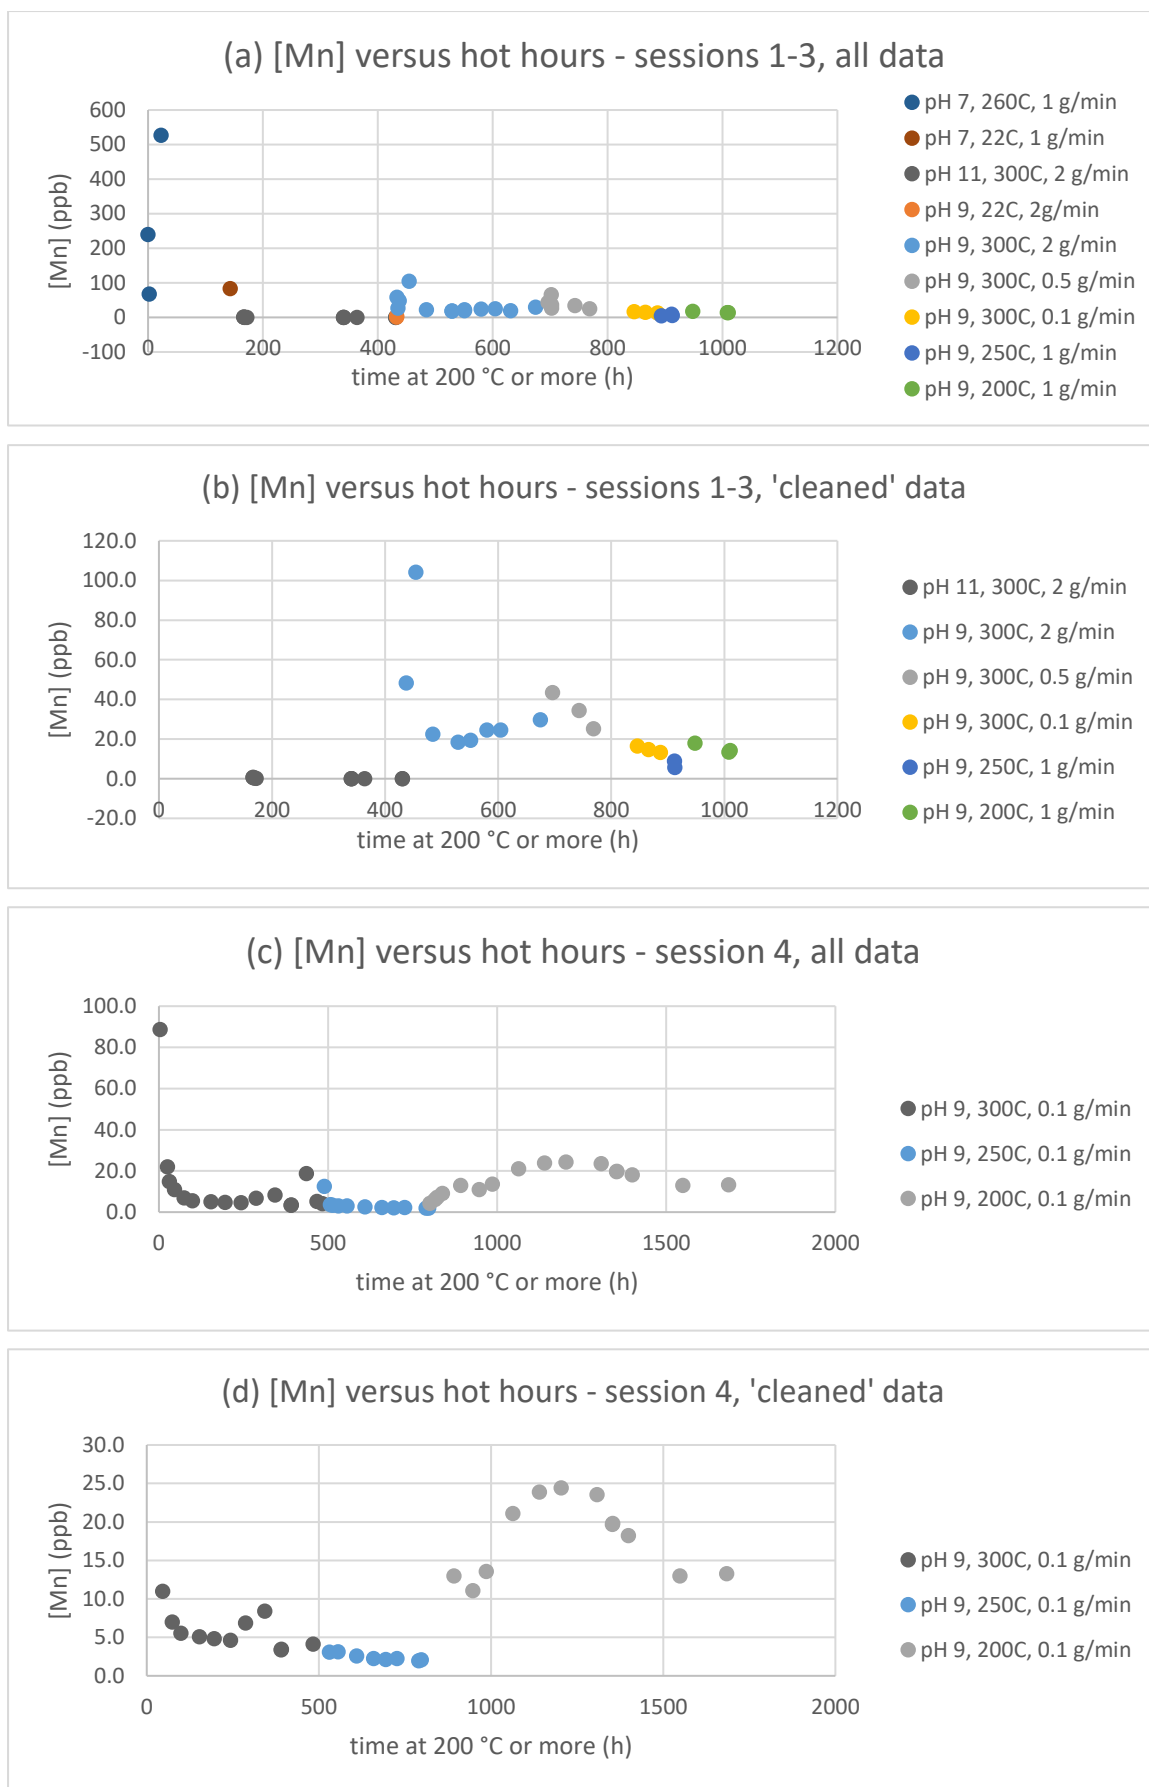 (a) [Mn] versus hot hours - sessions 1-3, all data
600
500
400
300
200
100
0
-100
[Mn] (ppb)
0 200 400 600 800 1000 1200
time at 200 °C or more (h)
pH 7, 260C, 1 g/min
pH 7, 22C, 1 g/min
pH 11, 300C, 2 g/min
pH 9, 22C, 2g/min
pH 9, 300C, 2 g/min
pH 9, 300C, 0.5 g/min
pH 9, 300C, 0.1 g/min
pH 9, 250C, 1 g/min
pH 9, 200C, 1 g/min
(b) [Mn] versus hot hours - sessions 1-3, 'cleaned' data
120.0
100.0
80.0
60.0
40.0
20.0
0.0
-20.0
[Mn] (ppb)
0 200 400 600 800 1000 1200
time at 200 °C or more (h)
pH 11, 300C, 2 g/min
pH 9, 300C, 2 g/min
pH 9, 300C, 0.5 g/min
pH 9, 300C, 0.1 g/min
pH 9, 250C, 1 g/min
pH 9, 200C, 1 g/min
(c) [Mn] versus hot hours - session 4, all data
100.0
80.0
60.0
40.0
20.0
0.0
[Mn] (ppb)
0 500 1000 1500 2000
time at 200 °C or more (h)
pH 9, 300C, 0.1 g/min
pH 9, 250C, 0.1 g/min
pH 9, 200C, 0.1 g/min
(d) [Mn] versus hot hours - session 4, 'cleaned' data
30.0
25.0
20.0
15.0
10.0
5.0
0.0
[Mn] (ppb)
0 500 1000 1500 2000
time at 200 °C or more (h)
pH 9, 300C, 0.1 g/min
pH 9, 250C, 0.1 g/min
pH 9, 200C, 0.1 g/min